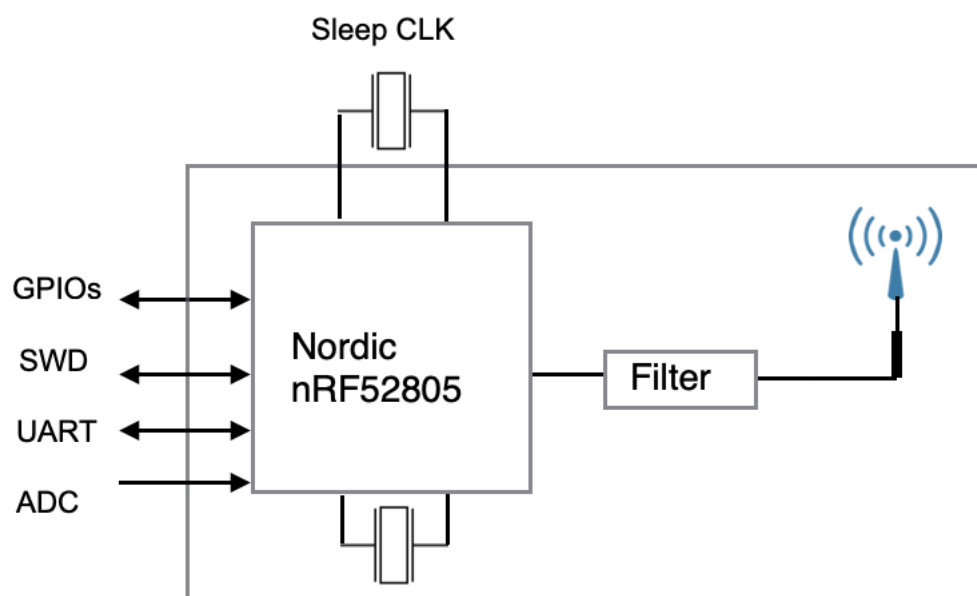 Sleep CLK
GPIOs
SWD
UART
ADC
Nordic
nRF52805
Filter